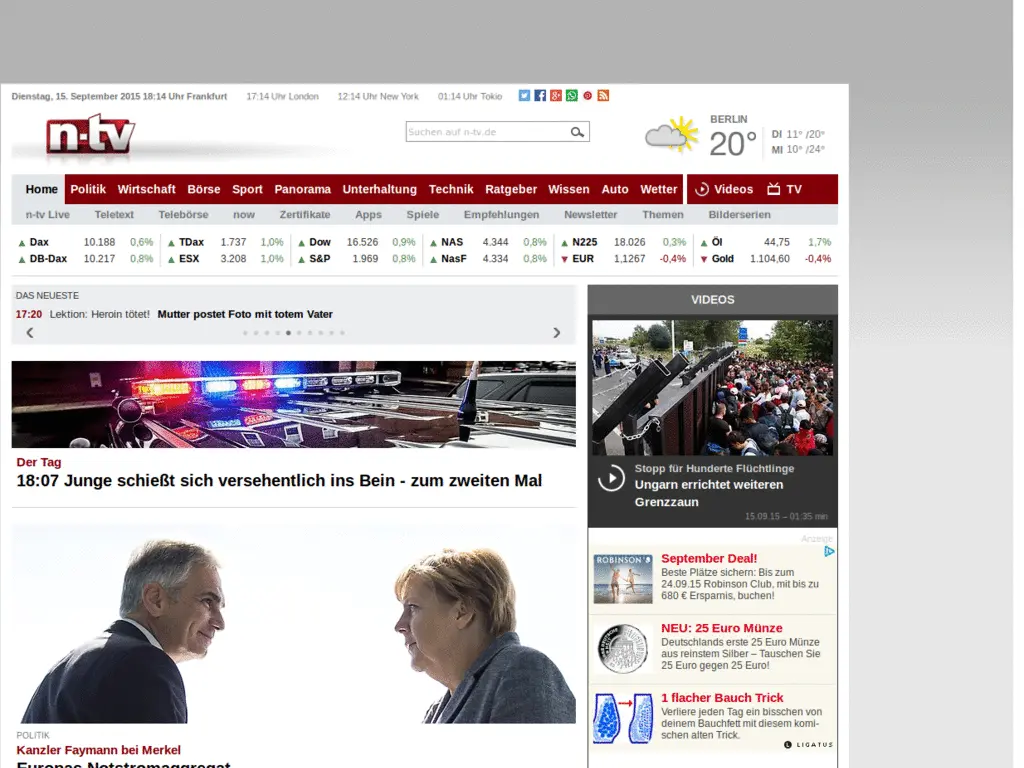 Dienstag, 15. September 2015 18:14 Uhr Frankfurt 17:14 Uhr London 12:14 Uhr New York 01:14 Uhr Tokio
n-tv
Suchen auf n-tv.de
BERLIN
20°
DI 11° /20°
MI 10° /24°
Home Politik Wirtschaft Börse Sport Panorama Unterhaltung Technik Ratgeber Wissen Auto Wetter Videos TV
n-tv Live Teletext Telebörse now Zertifikate Apps Spiele Empfehlungen Newsletter Themen Bilderserien
Dax 10.188 0,6% TDax 1.737 1,0% Dow 16.526 0,9% NAS 4.344 0,8% N225 18.026 0,3% Öl 44,75 1,7%
DB-Dax 10.217 0,8% ESX 3.208 1,0% S&P 1.969 0,8% NasF 4.334 0,8% EUR 1,1267 -0,4% Gold 1.104,60 -0,4%
DAS NEUESTE
17:20 Lektion: Heroin tötet! Mutter postet Foto mit totem Vater
Der Tag
18:07 Junge schießt sich versehentlich ins Bein - zum zweiten Mal
POLITIK
Kanzler Faymann bei Merkel
Europas Notstromaggregat
VIDEOS
Stopp für Hunderte Flüchtlinge
Ungarn errichtet weiteren
Grenzzaun
15.09.15 – 01:35 min
Anzeige
ROBINSON'S
September Deal!
Beste Plätze sichern: Bis zum
24.09.15 Robinson Club, mit bis zu
680 € Ersparnis, buchen!
NEU: 25 Euro Münze
Deutschlands erste 25 Euro Münze
aus reinstem Silber – Tauschen Sie
25 Euro gegen 25 Euro!
1 flacher Bauch Trick
Verliere jeden Tag ein bisschen von
deinem Bauchfett mit diesem komi-
schen alten Trick.
LIGATUS